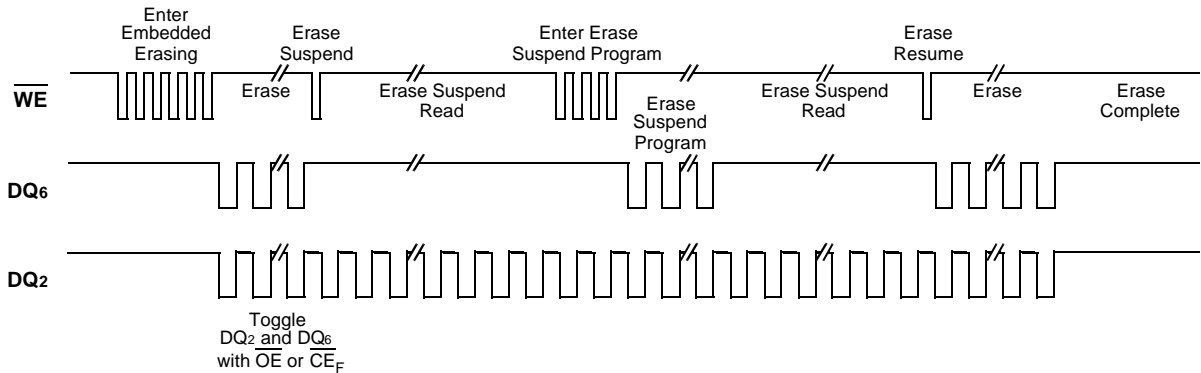 Enter
Embedded
Erasing
Erase
Suspend
Enter Erase
Suspend Program
Erase
Resume
WE
Erase
Erase Suspend
Read
Erase
Suspend
Program
Erase Suspend
Read
Erase
Erase
Complete
DQ6
DQ2
Toggle
DQ2 and DQ6
with OE or CEF